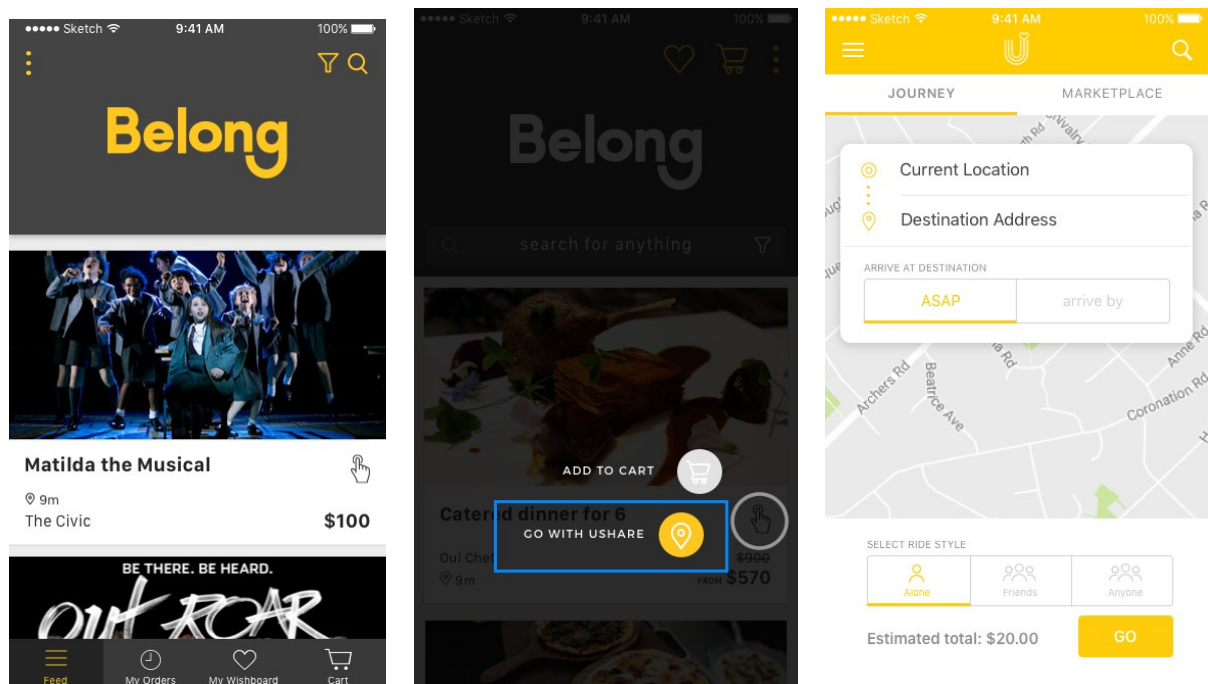 Sketch 9:41 AM 100%
Belong
Matilda the Musical
9m
The Civic $100
BE THERE. BE HEARD.
OUT ROAR
Feed My Orders My Wishboard Cart
Sketch 9:41 AM 100%
Belong
search for anything
ADD TO CART
Catered dinner for 6
GO WITH USHARE
Oui Chef $900
9m FROM $570
Sketch 9:41 AM 100%
JOURNEY MARKETPLACE
Current Location
Destination Address
ARRIVE AT DESTINATION
ASAP arrive by
Anne Rd
Archers Rd
Beatrice Ave
Coronation Rd
SELECT RIDE STYLE
Alone Friends Anyone
Estimated total: $20.00 GO